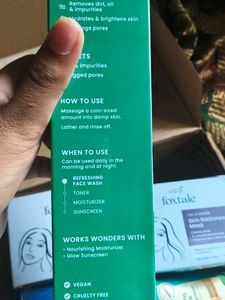 Removes dirt, oil
& impurities
Hydrates & brightens skin
ogs pores
ETS
& impurities
gged pores
HOW TO USE
Massage a coin-sized
amount into damp skin.
Lather and rinse off.
WHEN TO USE
Can be used daily in the
morning and at night.
REFRESHING
FACE WASH
TONER
MOISTURIZER
SUNSCREEN
WORKS WONDERS WITH
• Nourishing Moisturizer
• Glow Sunscreen
VEGAN
CRUELTY FREE
foxtale
foxtale
Skin Radiance
Mask